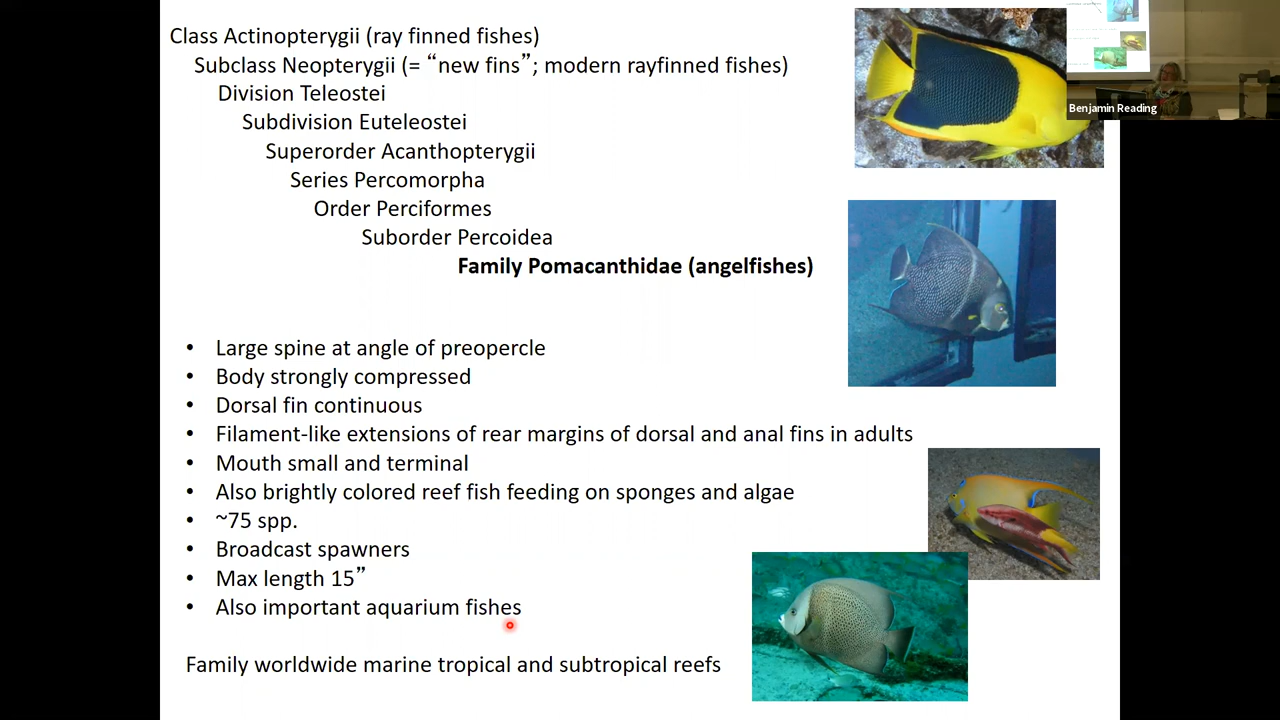 Class Actinopterygii (ray finned fishes)
Subclass Neopterygii (= “new fins”; modern rayfinned fishes)
Division Teleostei
Subdivision Euteleostei
Superorder Acanthopterygii
Series Percomorpha
Order Perciformes
Suborder Percoidea
Family Pomacanthidae (angelfishes)
• Large spine at angle of preopercle
• Body strongly compressed
• Dorsal fin continuous
• Filament-like extensions of rear margins of dorsal and anal fins in adults
• Mouth small and terminal
• Also brightly colored reef fish feeding on sponges and algae
• ~75 spp.
• Broadcast spawners
• Max length 15”
• Also important aquarium fishes
Family worldwide marine tropical and subtropical reefs
Benjamin Reading